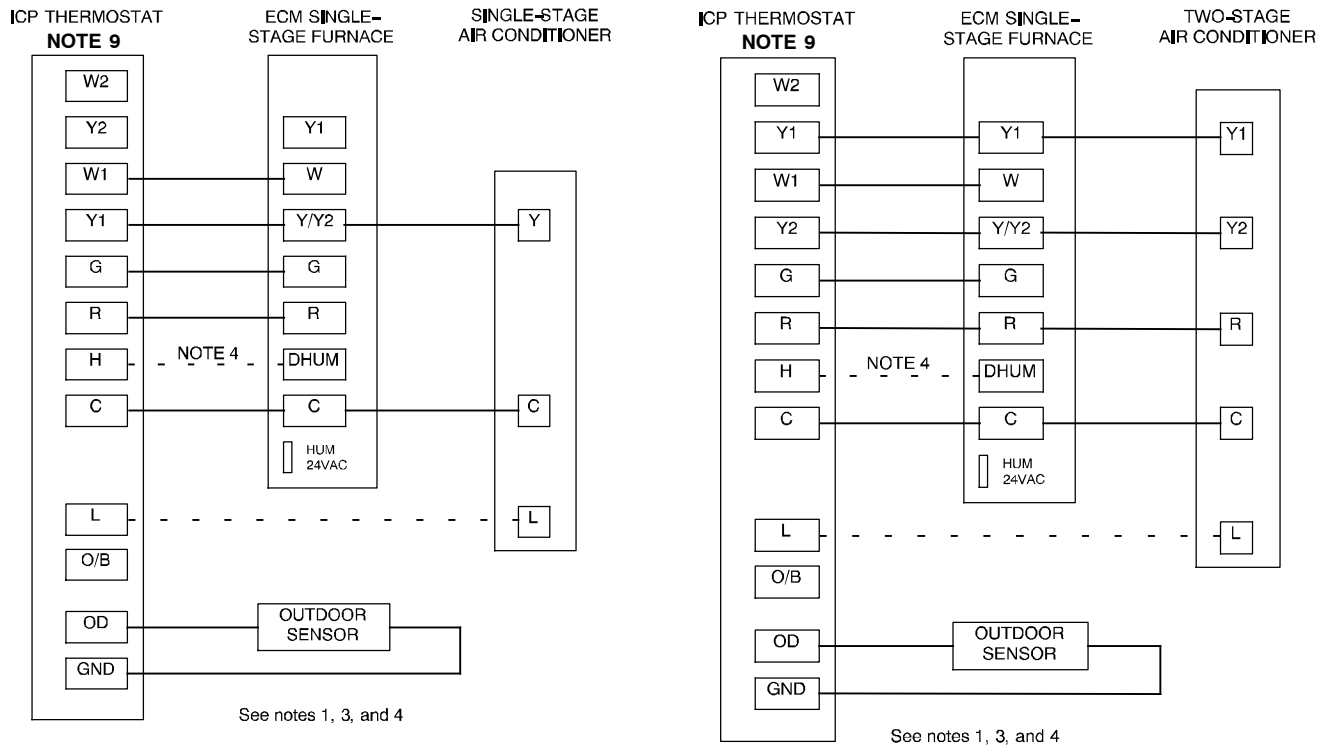 ICP THERMOSTAT
NOTE 9
ECM SINGLE-
STAGE FURNACE
SINGLE-STAGE
AIR CONDITIONER
W2
Y2
Y1
W1
W
Y1
Y/Y2
Y
G
G
R
R
H
NOTE 4
DHUM
C
C
C
HUM
24VAC
L
L
O/B
OD
OUTDOOR
SENSOR
GND
See notes 1, 3, and 4
ICP THERMOSTAT
NOTE 9
ECM SINGLE-
STAGE FURNACE
TWO-STAGE
AIR CONDITIONER
W2
Y1
Y1
Y1
W1
W
Y2
Y/Y2
Y2
G
G
R
R
R
H
NOTE 4
DHUM
C
C
C
HUM
24VAC
L
L
O/B
OD
OUTDOOR
SENSOR
GND
See notes 1, 3, and 4